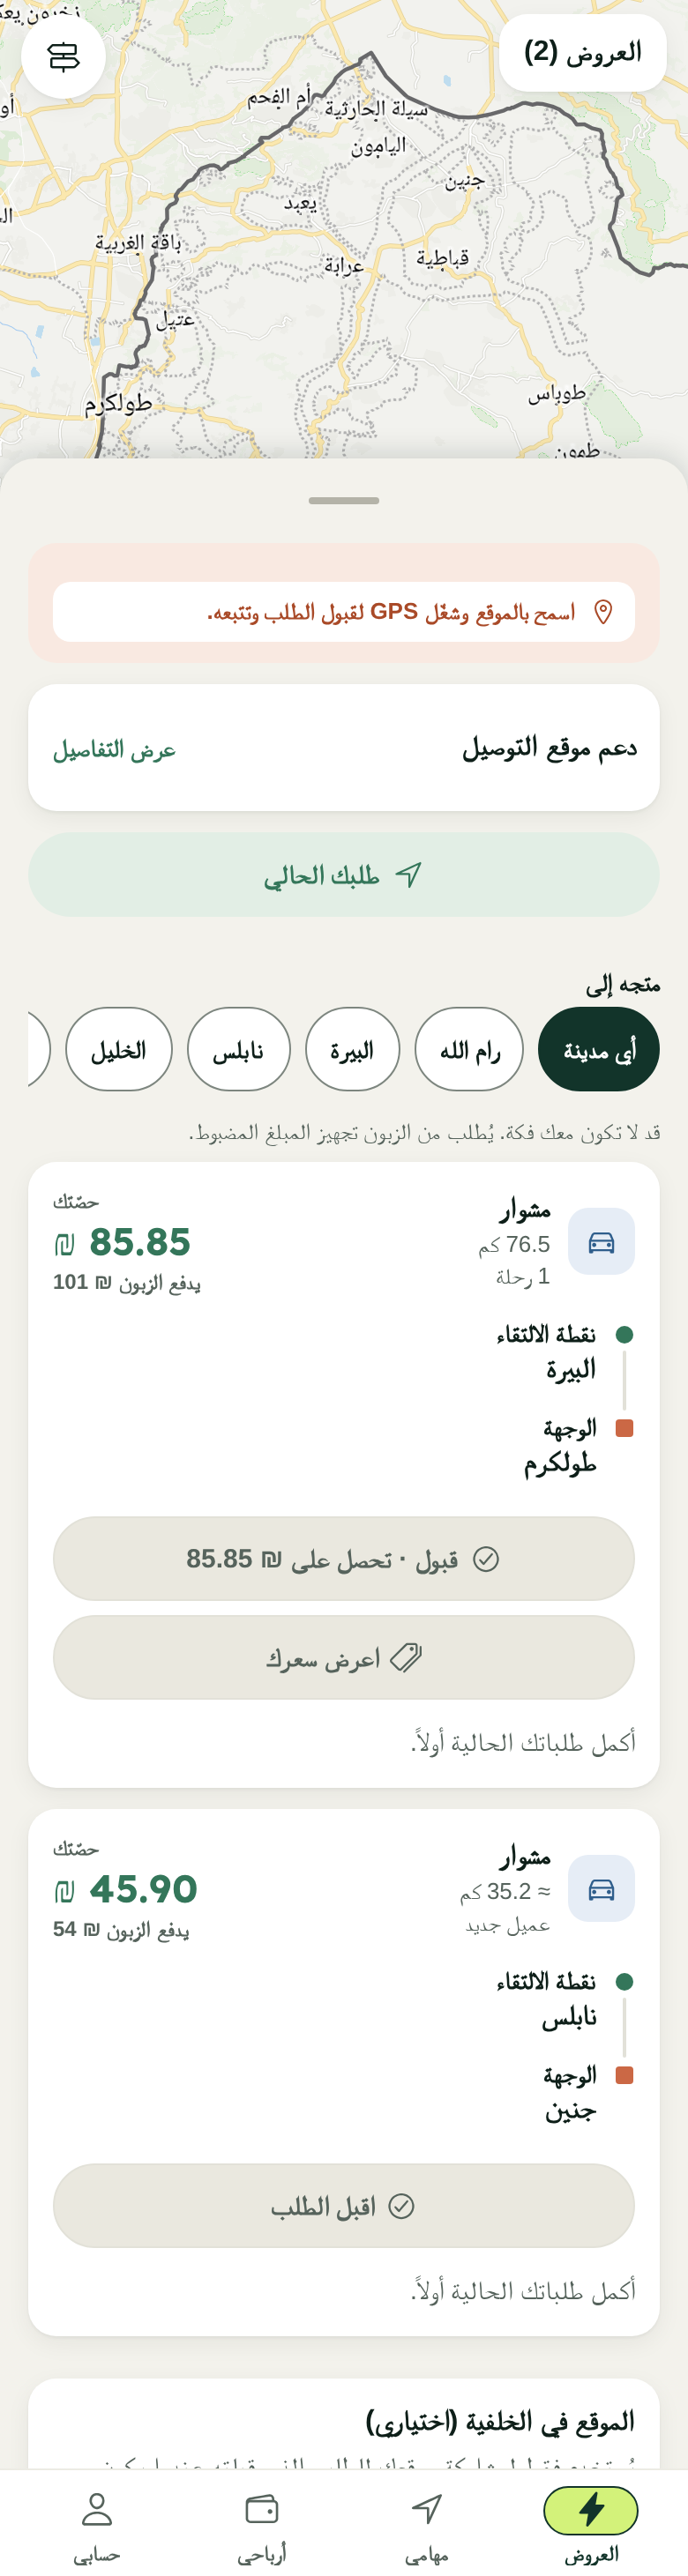 العروض (2)
أم الفحم
سيلة الحارثية
اليامون
جنين
يعبد
باقة الغربية
عرابة
قباطية
عتيل
طولكرم
طوباس
طمون
اسمح بالموقع وشغّل GPS لقبول الطلب وتتبعه.
دعم موقع التوصيل
عرض التفاصيل
طلبك الحالي
متجه إلى
أي مدينة
رام الله
البيرة
نابلس
الخليل
قد لا تكون معك فكة. يُطلب من الزبون تجهيز المبلغ المضبوط.
مشوار
76.5 كم
1 رحلة
حصّتك
85.85 ₪
يدفع الزبون ₪ 101
نقطة الالتقاء
البيرة
الوجهة
طولكرم
قبول · تحصل على ₪ 85.85
اعرض سعرك
أكمل طلباتك الحالية أولاً.
مشوار
≈ 35.2 كم
عميل جديد
حصّتك
45.90 ₪
يدفع الزبون ₪ 54
نقطة الالتقاء
نابلس
الوجهة
جنين
اقبل الطلب
أكمل طلباتك الحالية أولاً.
الموقع في الخلفية (اختياري)
العروض
مهامي
أرباحي
حسابي